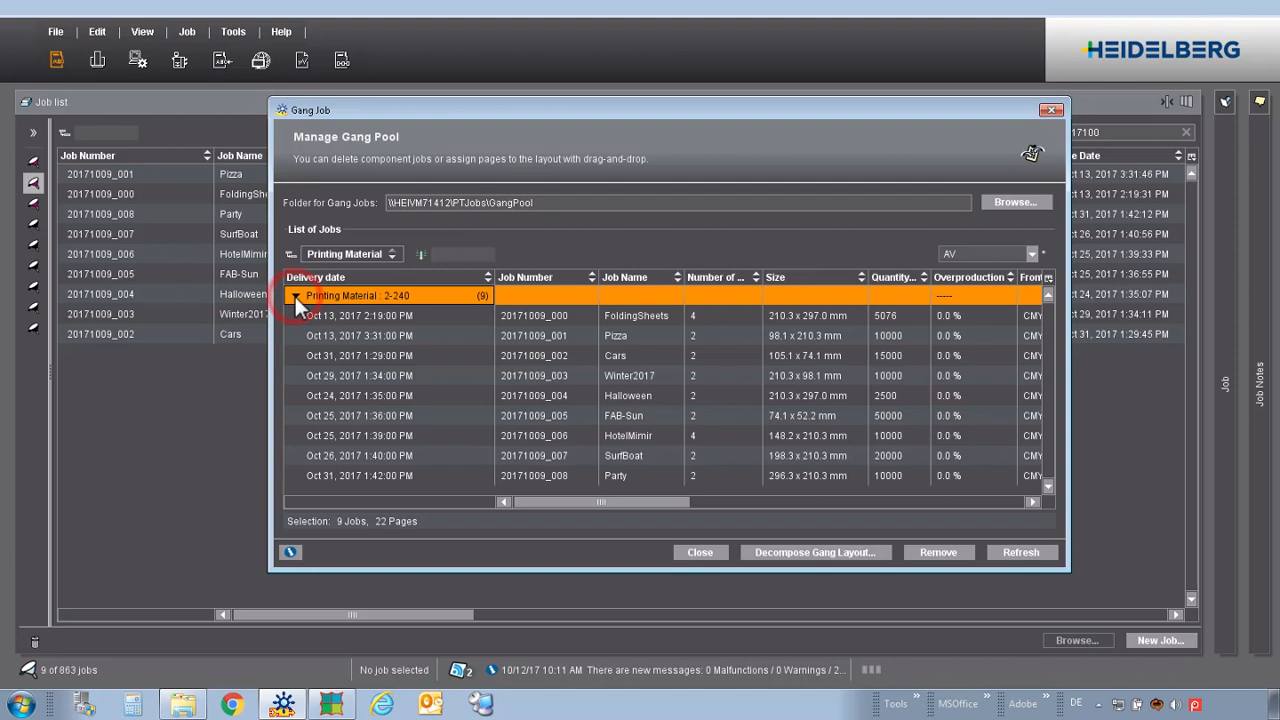 File Edit View Job Tools Help
HEIDELBERG
Job list
Gang Job
Manage Gang Pool
You can delete component jobs or assign pages to the layout with drag-and-drop.
17100
Job Number Job Name
e Date
Folder for Gang Jobs: \\HEIVM71412\PTJobs\GangPool Browse...
20171009_001 Pizza
ct 13, 2017 3:31:46 PM
20171009_000 FoldingShe
ct 13, 2017 2:19:31 PM
20171009_008 Party
ct 31, 2017 1:42:12 PM
20171009_007 SurfBoat
ct 26, 2017 1:40:56 PM
20171009_006 HotelMimir
20171009_005 FAB-Sun
20171009_004 Halloween
ct 24, 2017 1:35:07 PM
20171009_003 Winter201
ct 29, 2017 1:34:11 PM
20171009_002 Cars
ct 31, 2017 1:29:45 PM
List of Jobs
Printing Material AV *
Delivery date Job Number Job Name Number of ... Size Quantity... Overproduction Front
Printing Material : 2-240 (9) -----
Oct 13, 2017 2:19:00 PM 20171009_000 FoldingSheets 4 210.3 x 297.0 mm 5076 0.0 % CMY
Oct 13, 2017 3:31:00 PM 20171009_001 Pizza 2 98.1 x 210.3 mm 10000 0.0 % CMY
Oct 31, 2017 1:29:00 PM 20171009_002 Cars 2 105.1 x 74.1 mm 15000 0.0 % CMY
Oct 29, 2017 1:34:00 PM 20171009_003 Winter2017 2 210.3 x 98.1 mm 10000 0.0 % CMY
Oct 24, 2017 1:35:00 PM 20171009_004 Halloween 2 210.3 x 297.0 mm 2500 0.0 % CMY
Oct 25, 2017 1:36:00 PM 20171009_005 FAB-Sun 2 74.1 x 52.2 mm 50000 0.0 % CMY
Oct 25, 2017 1:39:00 PM 20171009_006 HotelMimir 4 148.2 x 210.3 mm 10000 0.0 % CMY
Oct 26, 2017 1:40:00 PM 20171009_007 SurfBoat 2 198.3 x 210.3 mm 20000 0.0 % CMY
Oct 31, 2017 1:42:00 PM 20171009_008 Party 2 296.3 x 210.3 mm 10000 0.0 % CMY
Selection: 9 Jobs, 22 Pages
Close Decompose Gang Layout... Remove Refresh
Job
Job Notes
Browse... New Job...
9 of 863 jobs No job selected 2 10/12/17 10:11 AM There are new messages: 0 Malfunctions / 0 Warnings / 2...
Tools » MSOffice » Adobe » DE